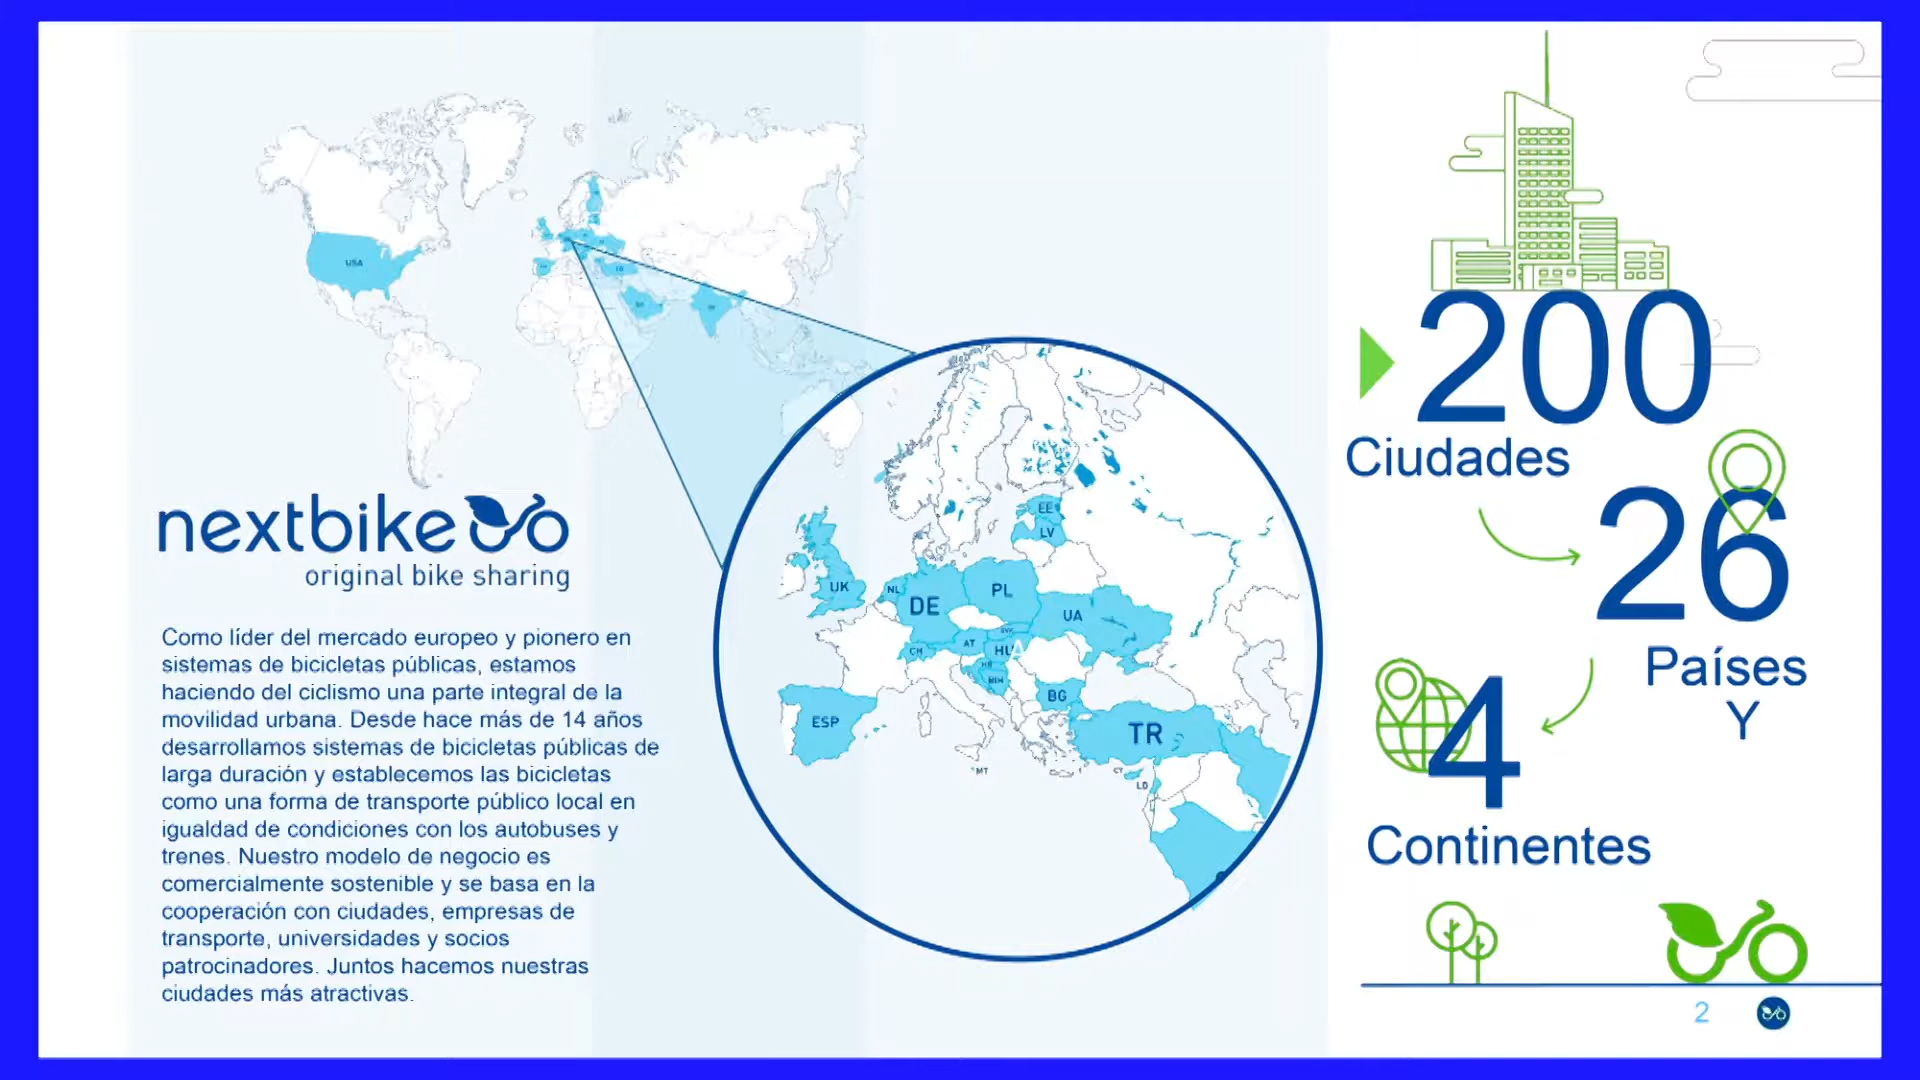 USA
nextbike
original bike sharing
Como líder del mercado europeo y pionero en
sistemas de bicicletas públicas, estamos
haciendo del ciclismo una parte integral de la
movilidad urbana. Desde hace más de 14 años
desarrollamos sistemas de bicicletas públicas de
larga duración y establecemos las bicicletas
como una forma de transporte público local en
igualdad de condiciones con los autobuses y
trenes. Nuestro modelo de negocio es
comercialmente sostenible y se basa en la
cooperación con ciudades, empresas de
transporte, universidades y socios
patrocinadores. Juntos hacemos nuestras
ciudades más atractivas.
EE
LV
UK
NL
DE
PL
UA
AT
CH
HU
HR
BIH
BG
ESP
TR
MT
CY
200
Ciudades
26
Países
Y
4
Continentes
2